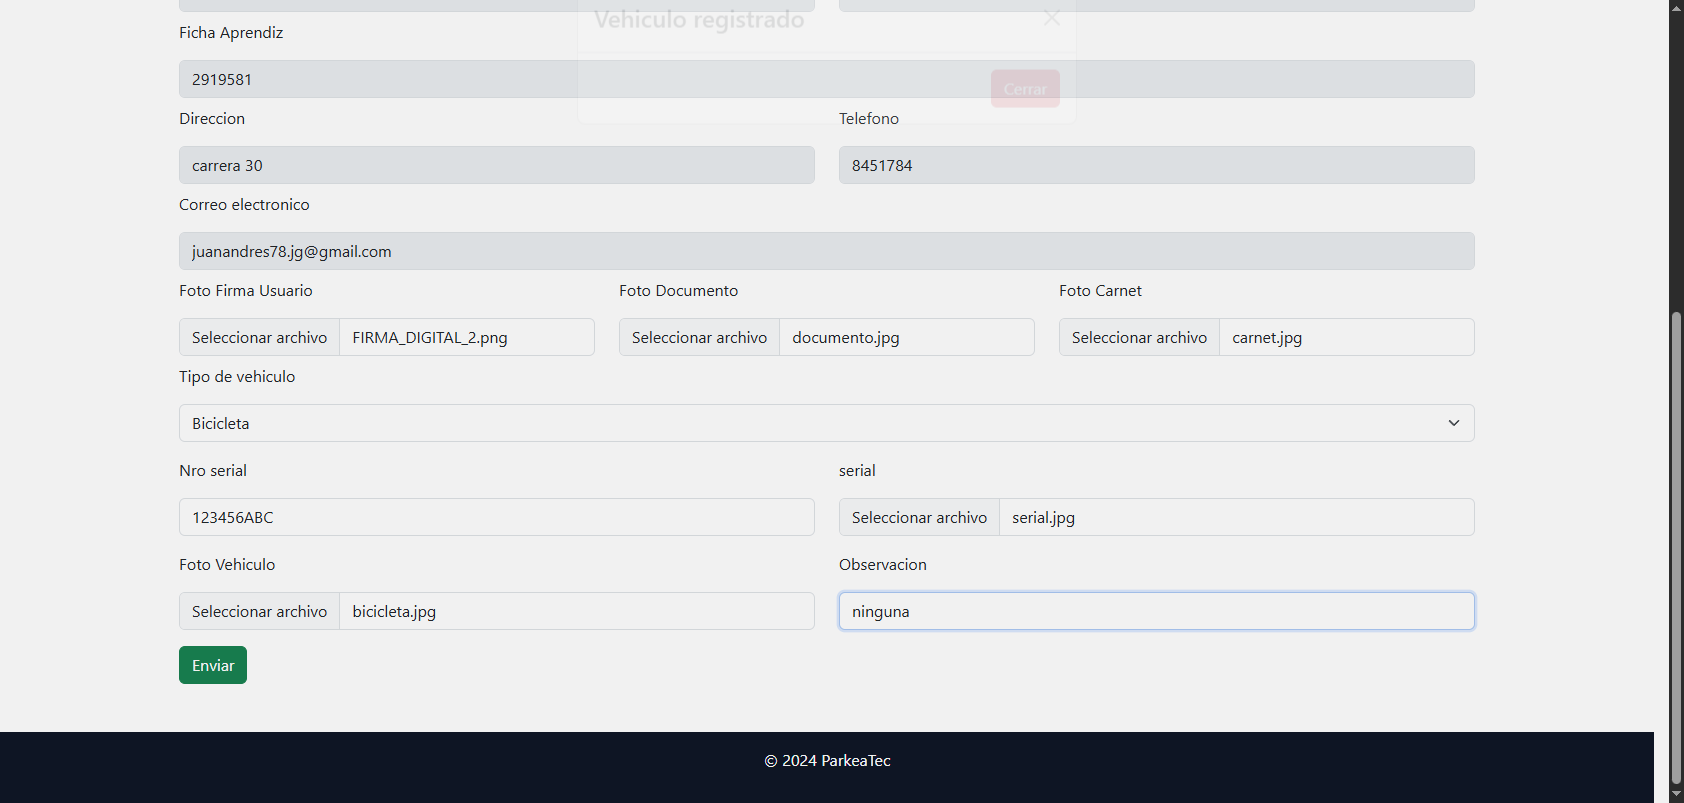 Vehiculo registrado
Ficha Aprendiz
2919581
Cerrar
Direccion
Telefono
carrera 30
8451784
Correo electronico
juanandres78.jg@gmail.com
Foto Firma Usuario
Foto Documento
Foto Carnet
Seleccionar archivo FIRMA_DIGITAL_2.png
Seleccionar archivo documento.jpg
Seleccionar archivo carnet.jpg
Tipo de vehiculo
Bicicleta
Nro serial
serial
123456ABC
Seleccionar archivo serial.jpg
Foto Vehiculo
Observacion
Seleccionar archivo bicicleta.jpg
ninguna
Enviar
© 2024 ParkeaTec